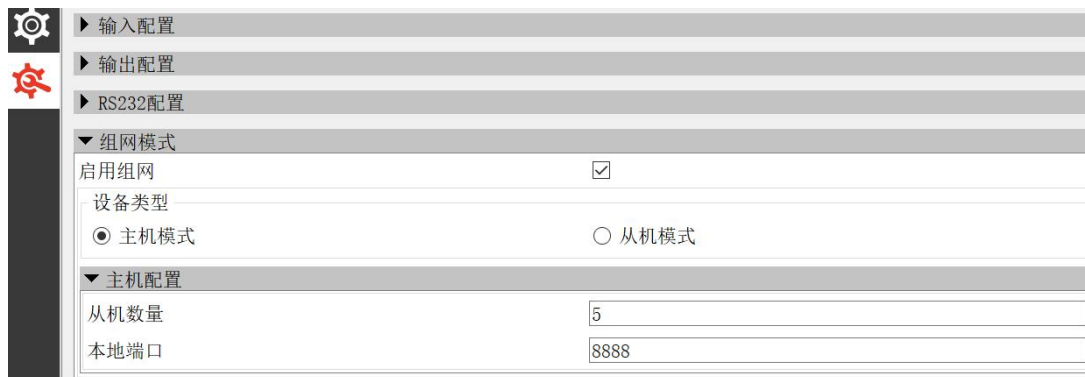 输入配置
输出配置
RS232配置
组网模式
启用组网
设备类型
主机模式 从机模式
主机配置
从机数量 5
本地端口 8888